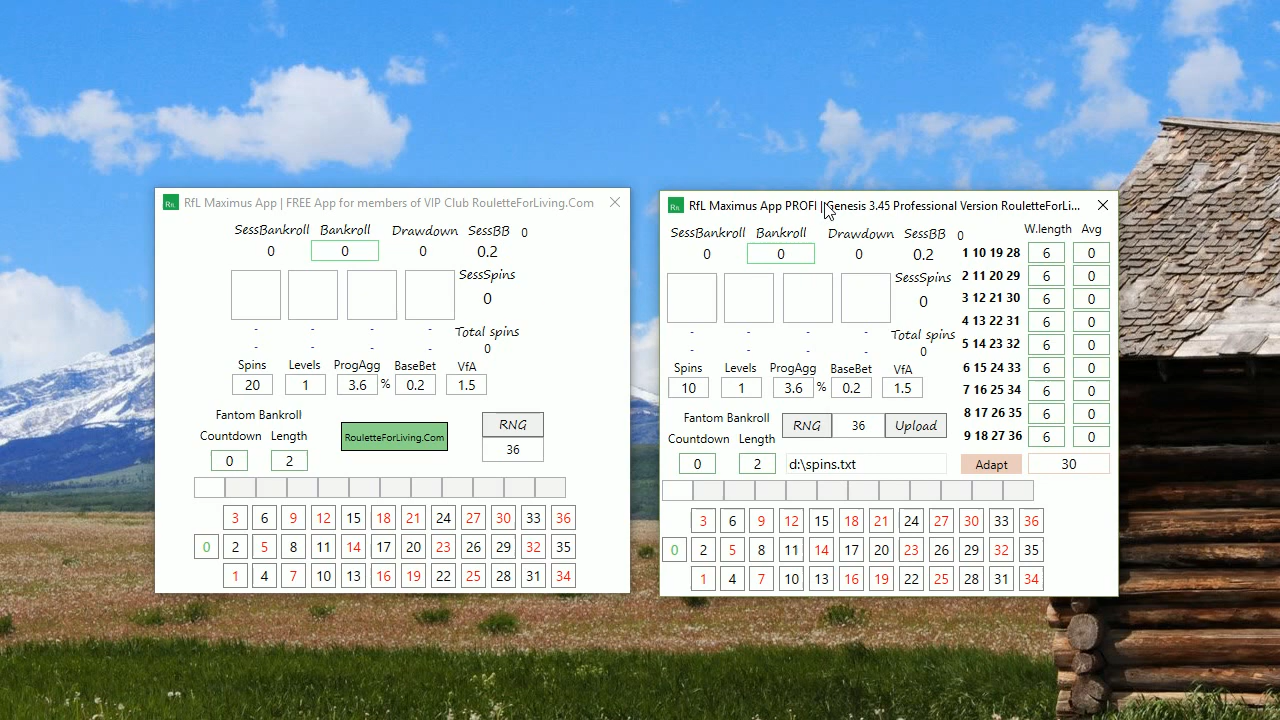 RfL RfL Maximus App | FREE App for members of VIP Club RouletteForLiving.Com
SessBankroll Bankroll Drawdown SessBB 0
0 0 0 0.2
SessSpins
0
- - - - Total spins
- - - - 0
Spins Levels ProgAgg BaseBet VfA
20 1 3.6 % 0.2 1.5
Fantom Bankroll
Countdown Length
0 2
RouletteForLiving.Com
RNG
36
3 6 9 12 15 18 21 24 27 30 33 36
0 2 5 8 11 14 17 20 23 26 29 32 35
1 4 7 10 13 16 19 22 25 28 31 34
RfL RfL Maximus App PROFI | Genesis 3.45 Professional Version RouletteForLi...
SessBankroll Bankroll Drawdown SessBB 0
0 0 0 0.2
SessSpins
0
- - - - Total spins
- - - - 0
Spins Levels ProgAgg BaseBet VfA
10 1 3.6 % 0.2 1.5
W.length Avg
1 10 19 28 6 0
2 11 20 29 6 0
3 12 21 30 6 0
4 13 22 31 6 0
5 14 23 32 6 0
6 15 24 33 6 0
7 16 25 34 6 0
8 17 26 35 6 0
9 18 27 36 6 0
Fantom Bankroll RNG 36 Upload
Countdown Length
0 2 d:\spins.txt Adapt 30
3 6 9 12 15 18 21 24 27 30 33 36
0 2 5 8 11 14 17 20 23 26 29 32 35
1 4 7 10 13 16 19 22 25 28 31 34